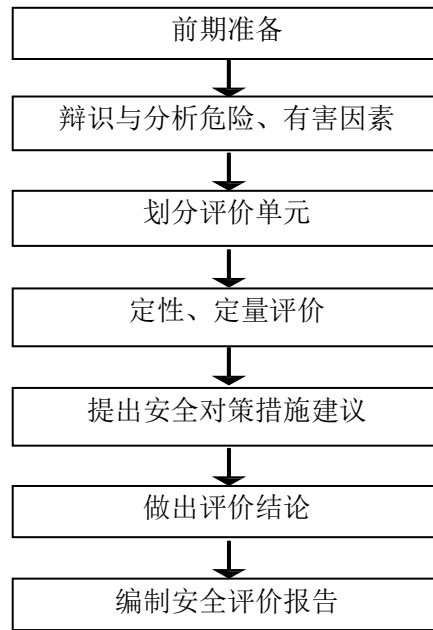 前期准备
辩识与分析危险、有害因素
划分评价单元
定性、定量评价
提出安全对策措施建议
做出评价结论
编制安全评价报告